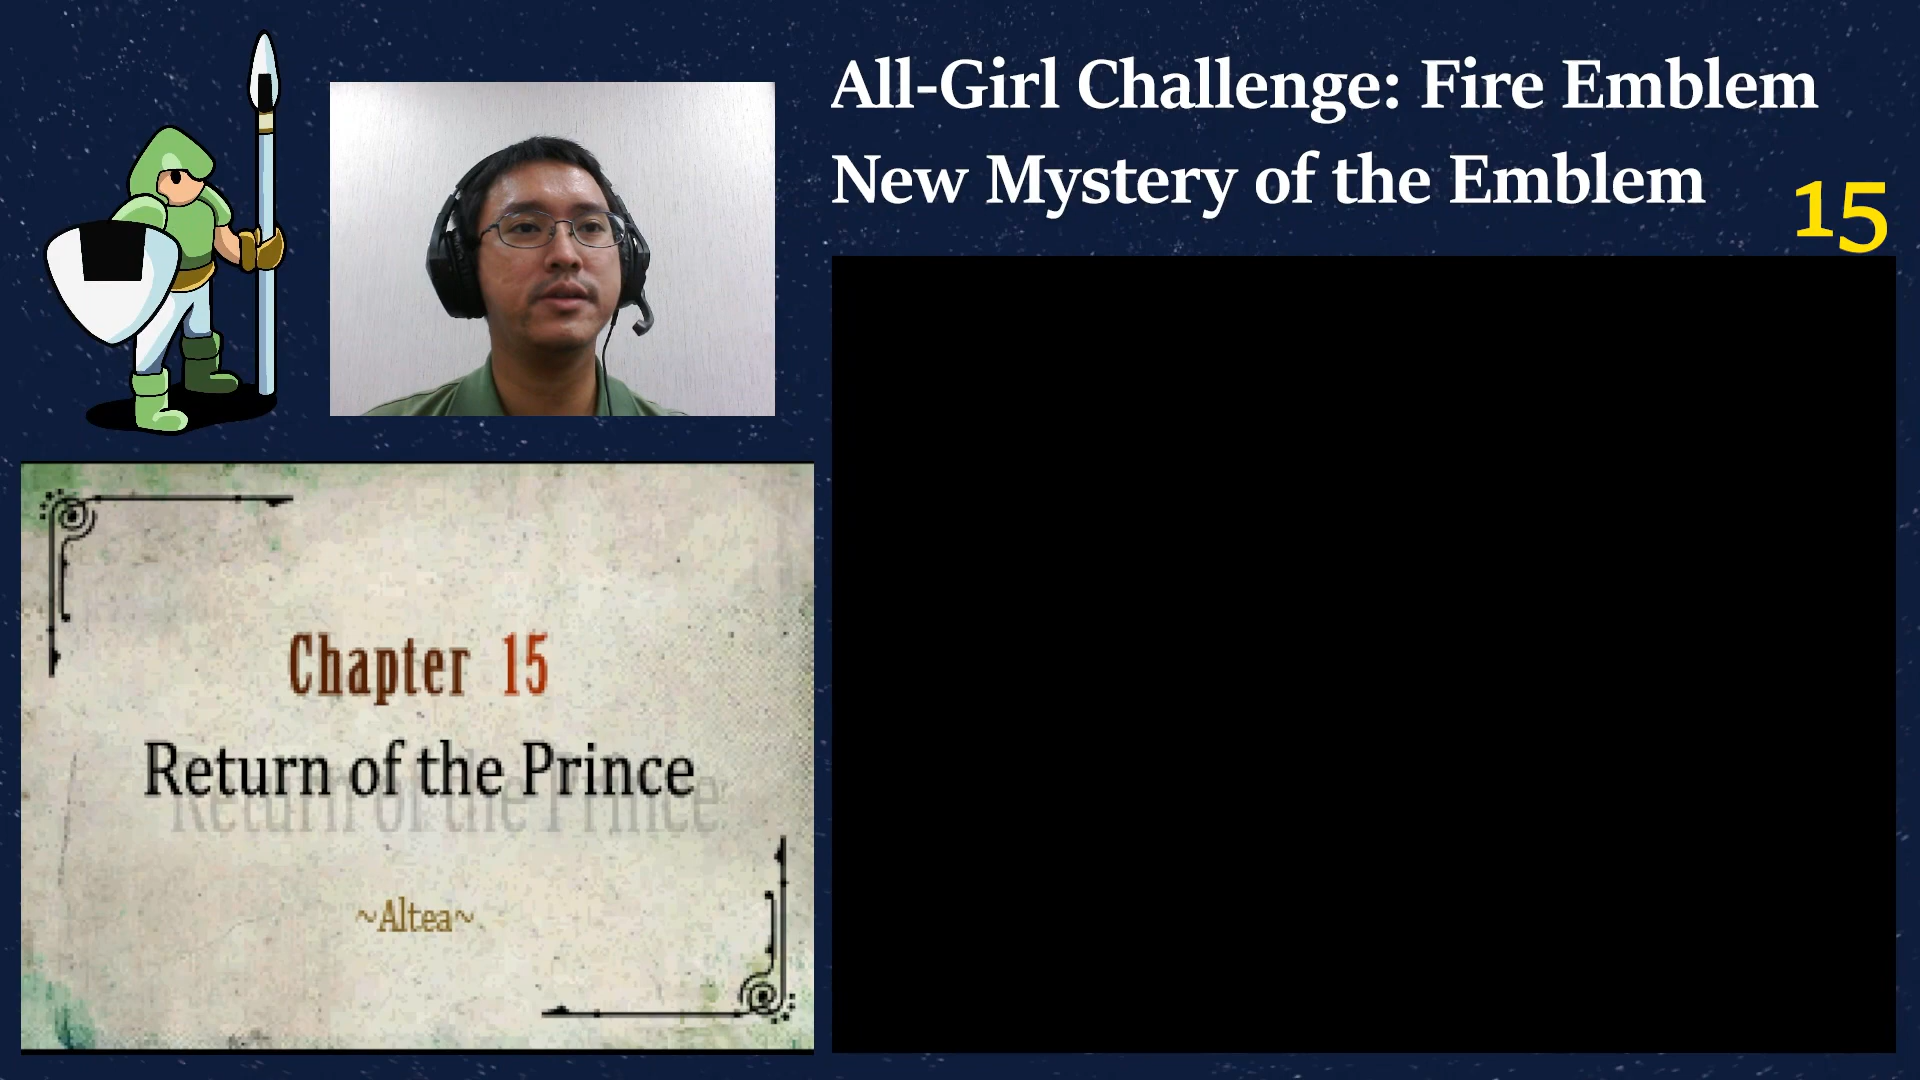 All-Girl Challenge: Fire Emblem
New Mystery of the Emblem
15
Chapter 15
Return of the Prince
~Altea~